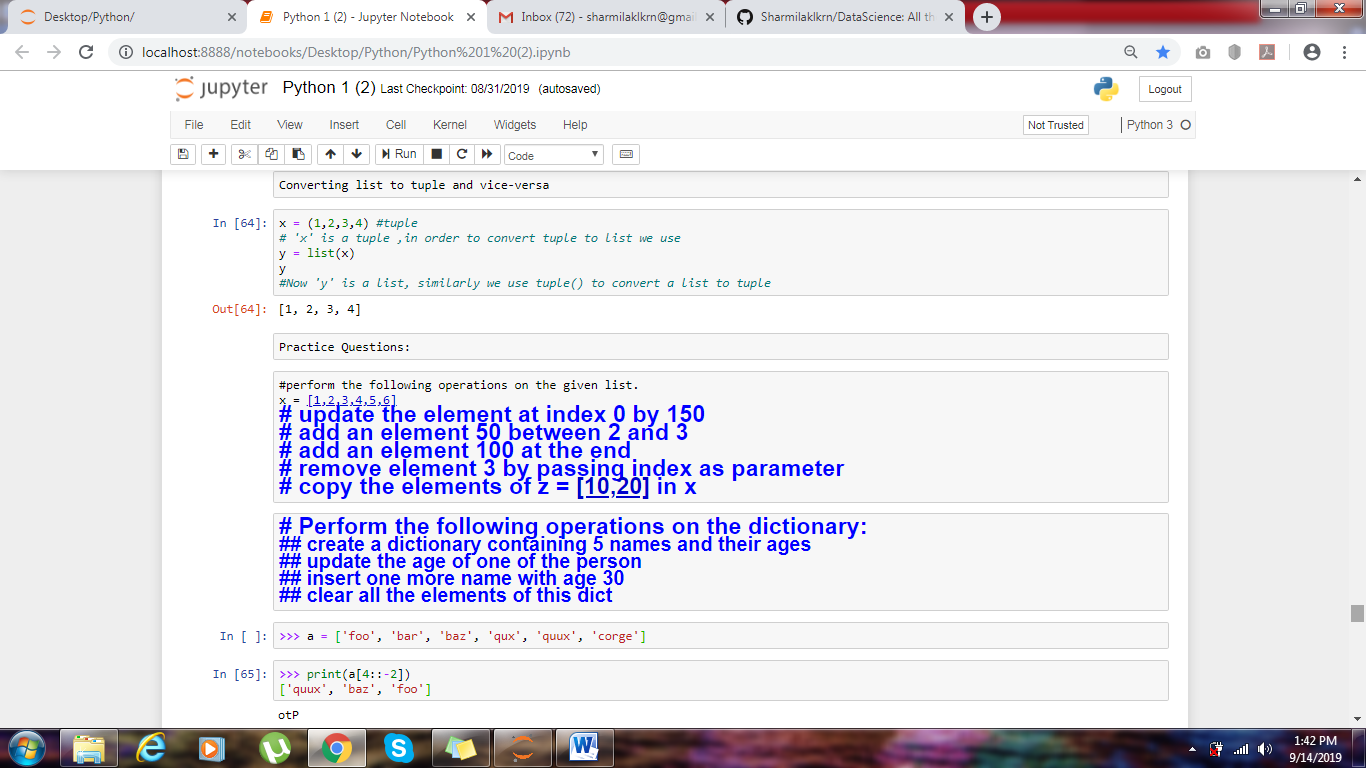 Desktop/Python/
Python 1 (2) - Jupyter Notebook
Inbox (72) - sharmilaklkrn@gmai
Sharmilaklkrn/DataScience: All th
localhost:8888/notebooks/Desktop/Python/Python%201%20(2).ipynb
jupyter Python 1 (2) Last Checkpoint: 08/31/2019 (autosaved)
Logout
File Edit View Insert Cell Kernel Widgets Help
Not Trusted
Python 3
Run
Code
Converting list to tuple and vice-versa
In [64]: x = (1,2,3,4) #tuple
# 'x' is a tuple ,in order to convert tuple to list we use
y = list(x)
y
#Now 'y' is a list, similarly we use tuple() to convert a list to tuple
Out[64]: [1, 2, 3, 4]
Practice Questions:
#perform the following operations on the given list.
x = [1,2,3,4,5,6]
# update the element at index 0 by 150
# add an element 50 between 2 and 3
# add an element 100 at the end
# remove element 3 by passing index as parameter
# copy the elements of z = [10,20] in x
# Perform the following operations on the dictionary:
## create a dictionary containing 5 names and their ages
## update the age of one of the person
## insert one more name with age 30
## clear all the elements of this dict
In [ ]: >>> a = ['foo', 'bar', 'baz', 'qux', 'quux', 'corge']
In [65]: >>> print(a[4::-2])
['quux', 'baz', 'foo']
otP
1:42 PM
9/14/2019